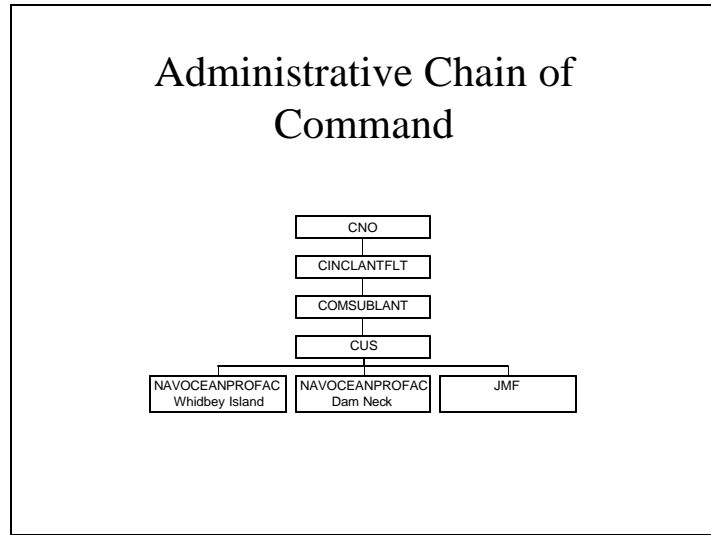 Administrative Chain of
Command
CNO
CINCLANTFLT
COMSUBLANT
CUS
NAVOCEANPROFAC
Whidbey Island
NAVOCEANPROFAC
Dam Neck
JMF